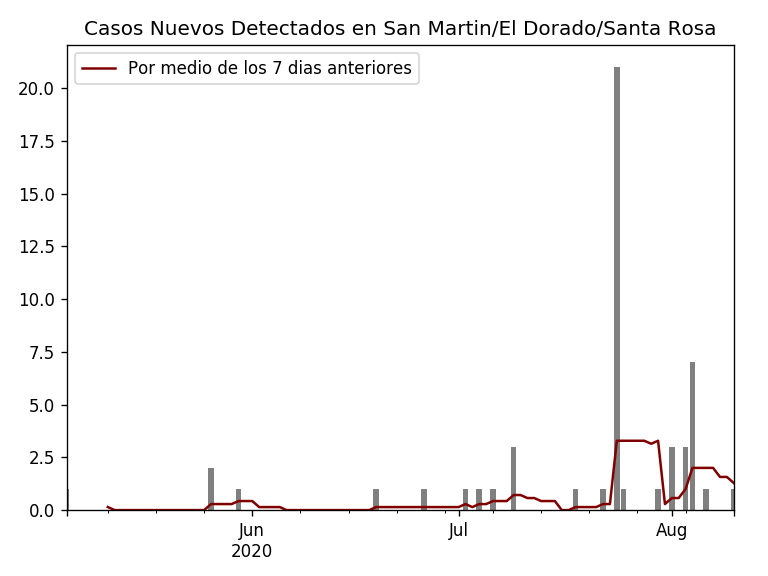 Casos Nuevos Detectados en San Martin/El Dorado/Santa Rosa
Por medio de los 7 dias anteriores
20.0
17.5
15.0
12.5
10.0
7.5
5.0
2.5
0.0
Jun
2020
Jul
Aug